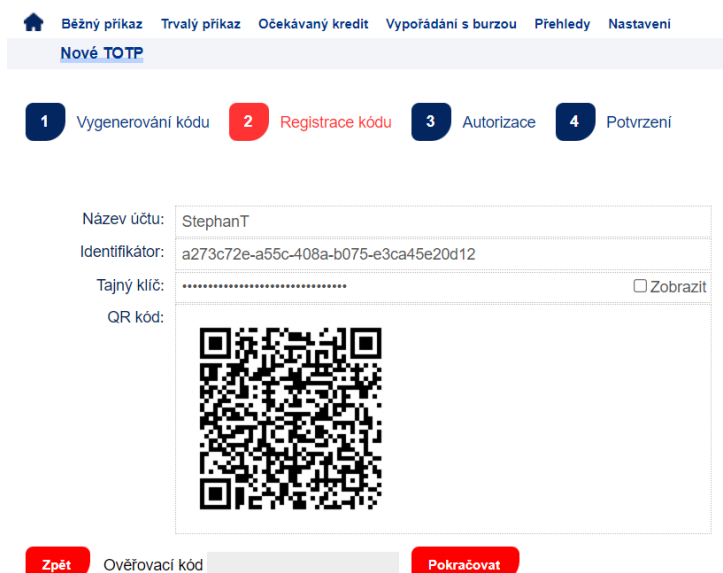 Běžný příkaz Trvalý příkaz Očekávaný kredit Vypořádání s burzou Přehledy Nastavení
Nové TOTP
1 Vygenerování kódu 2 Registrace kódu 3 Autorizace 4 Potvrzení
Název účtu: StephanT
Identifikátor: a273c72e-a55c-408a-b075-e3ca45e20d12
Tajný klíč: •••••••••••••••••••••••••••••••• Zobrazit
QR kód:
Zpět Ověřovací kód Pokračovat